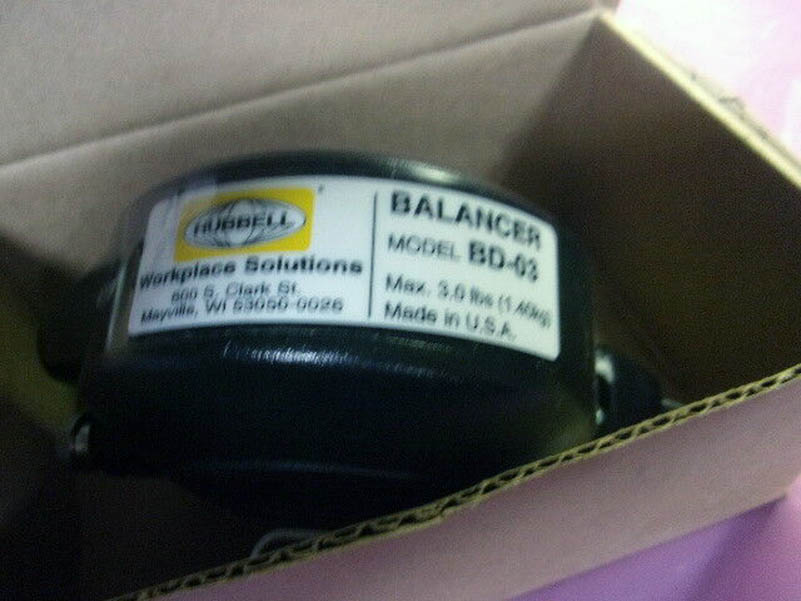 HUBBELL
Workplace Solutions
800 S. Clark St.
Mayville, WI 53050-0026
BALANCER
MODEL BD-03
Max. 3.0 lbs (1.40kg)
Made in U.S.A.